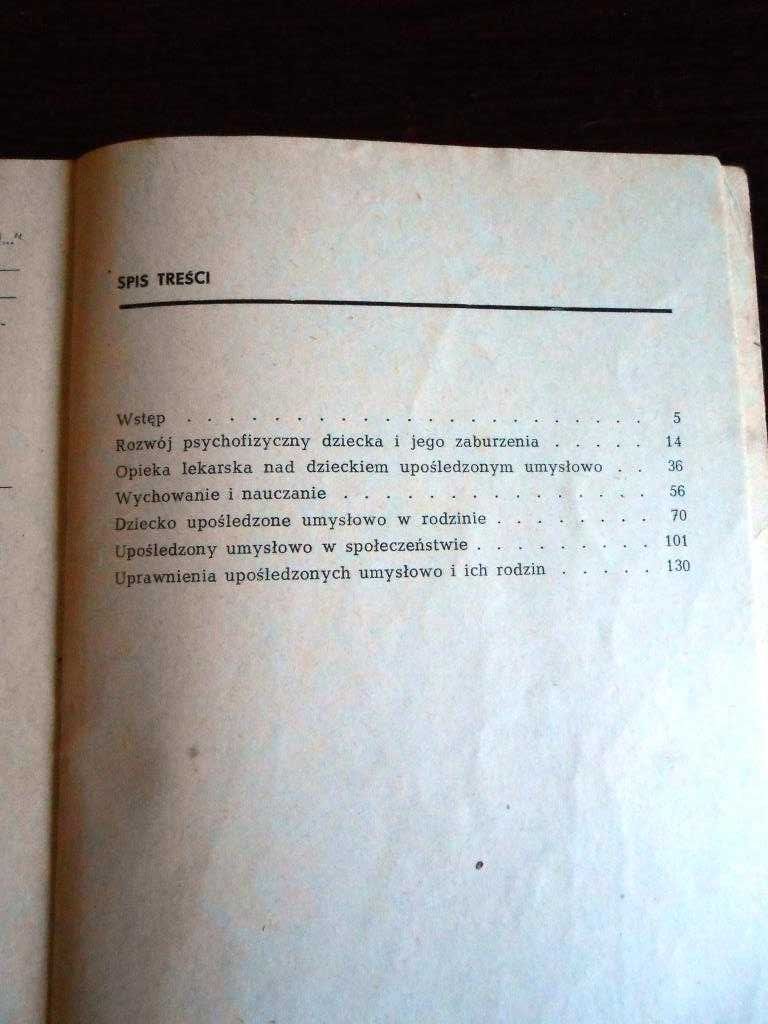 ..."
SPIS TREŚCI
Wstęp . . . . . . . . . . . . . . . . . . . . . . 5
Rozwój psychofizyczny dziecka i jego zaburzenia . . . . . 14
Opieka lekarska nad dzieckiem upośledzonym umysłowo . . 36
Wychowanie i nauczanie . . . . . . . . . . . . . . 56
Dziecko upośledzone umysłowo w rodzinie . . . . . . . . 70
Upośledzony umysłowo w społeczeństwie . . . . . . . . . 101
Uprawnienia upośledzonych umysłowo i ich rodzin . . . . . 130